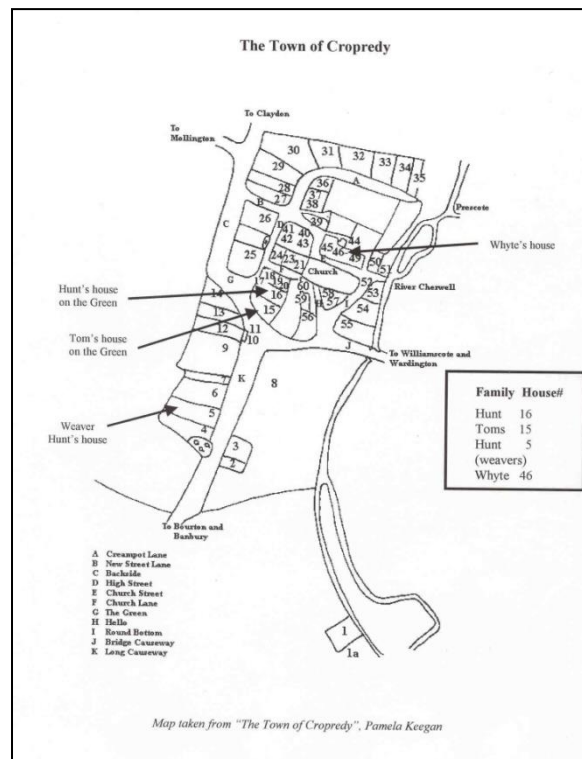 The Town of Cropredy
To Clayden
To
Mollington
30
31
32
33
34
35
29
28
27
36
37
38
A
B
26
C
D
41
40
42
43
39
44
45
46
49
50
51
Prescote
Whyte's house
E
25
24
23
21
Church
G
F
18
17
19
20
60
52
53
River Cherwell
Hunt's house
on the Green
14
16
59
H
58
57
I
54
13
15
56
55
Tom's house
on the Green
12
11
10
9
J
To Williamscote and
Wardington
K
8
7
6
5
4
Weaver
Hunt's house
3
2
Family House#
Hunt 16
Toms 15
Hunt 5
(weavers)
Whyte 46
To Bourton and
Banbury
A Creampot Lane
B New Street Lane
C Backside
D High Street
E Church Street
F Church Lane
G The Green
H Hello
I Round Bottom
J Bridge Causeway
K Long Causeway
1
1a
Map taken from "The Town of Cropredy", Pamela Keegan